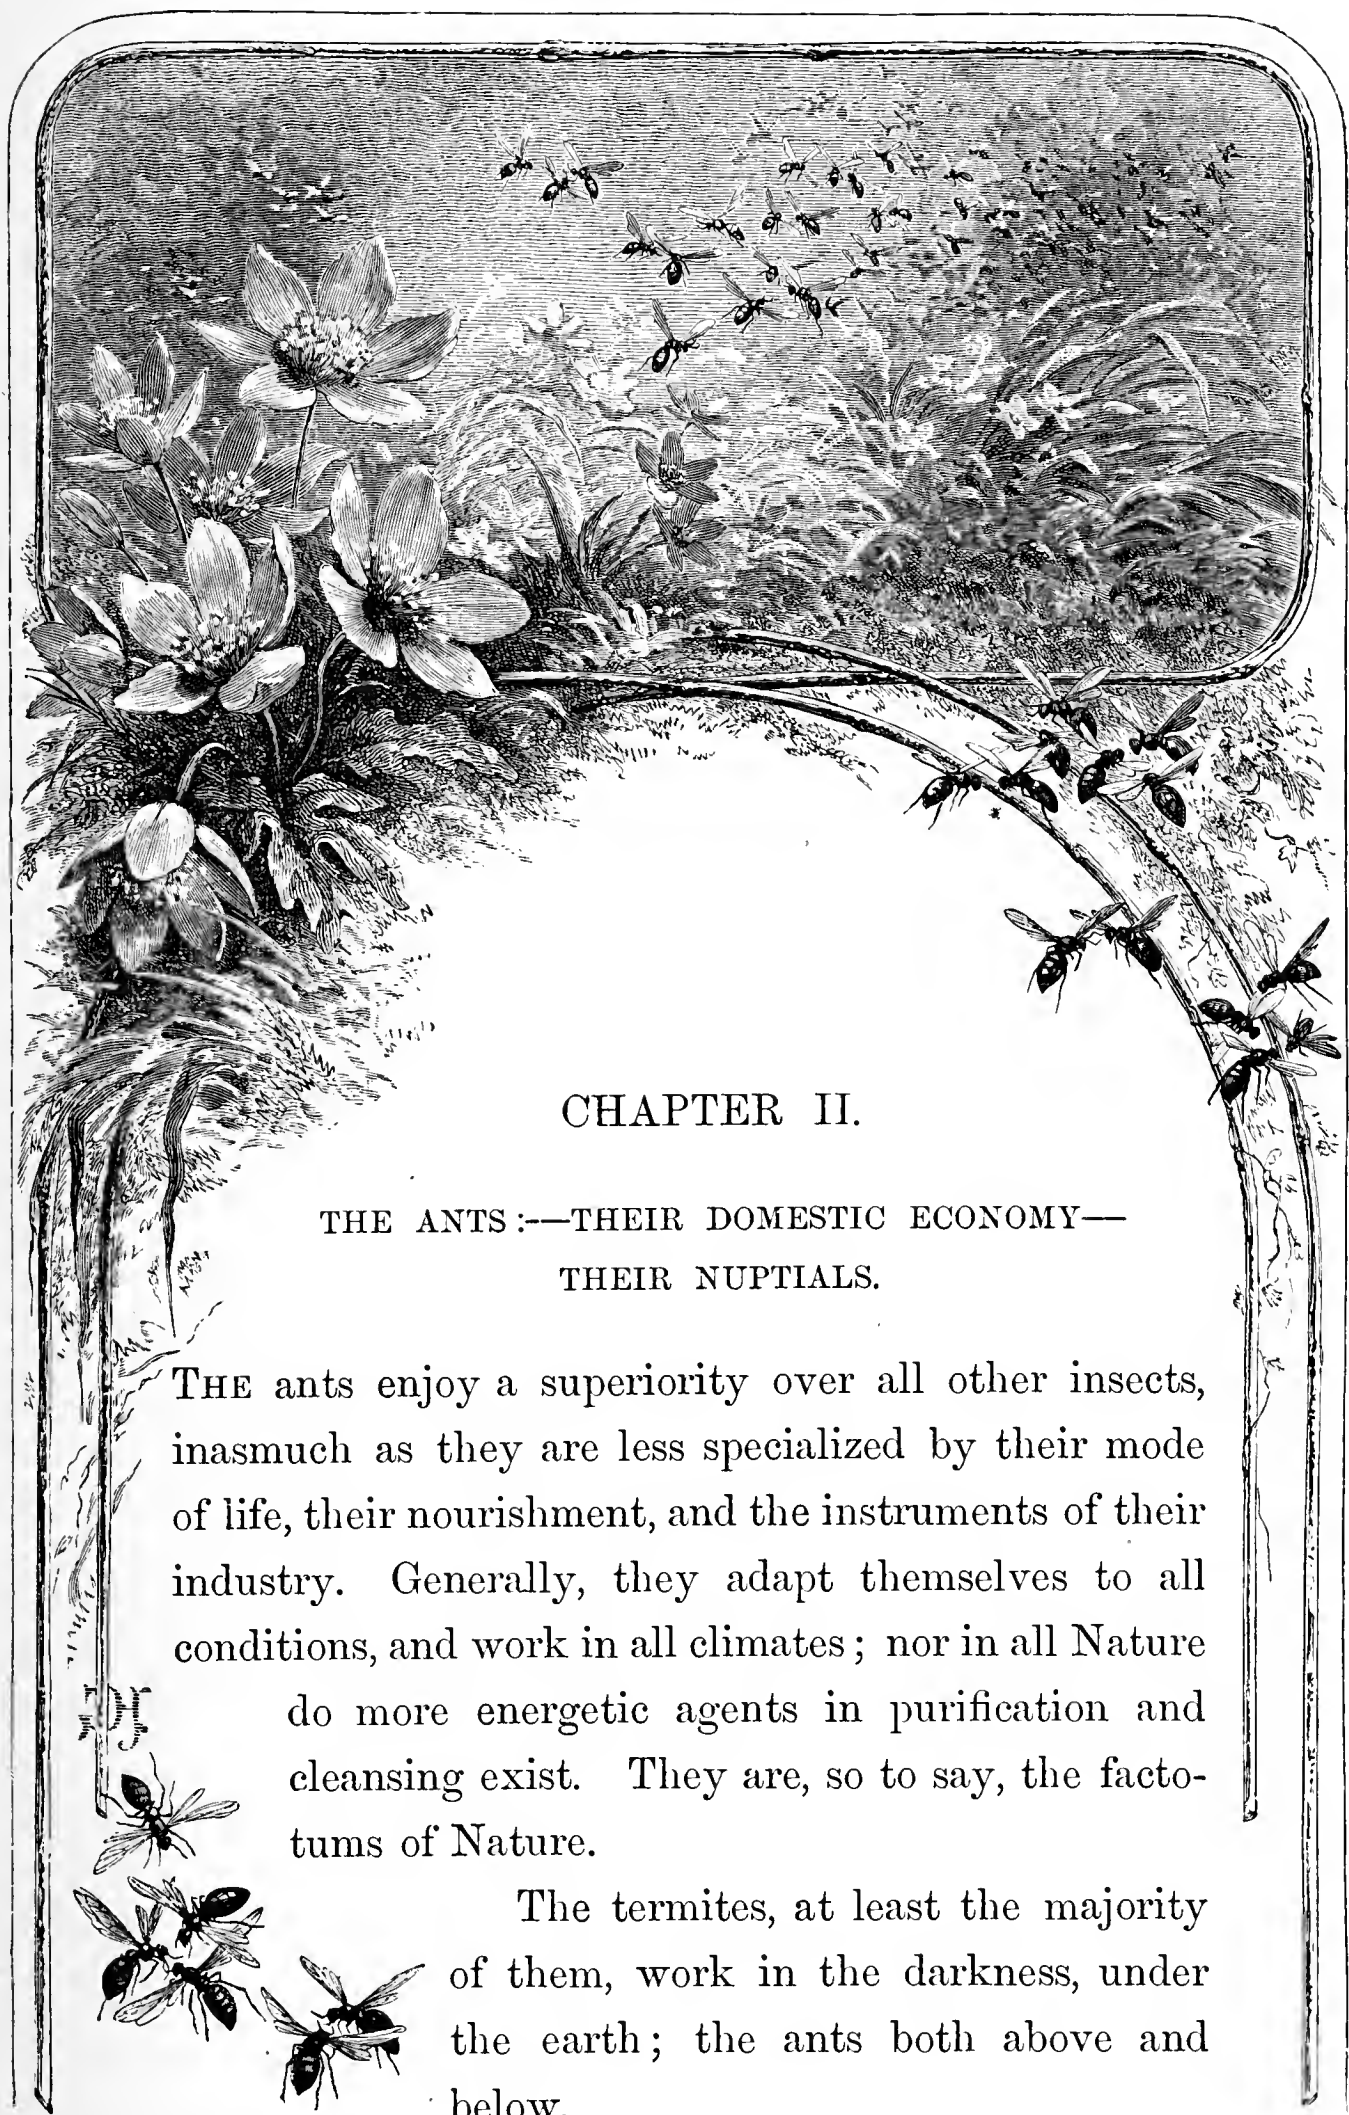 CHAPTER II.
THE ANTS:—THEIR DOMESTIC ECONOMY—
THEIR NUPTIALS.
THE ants enjoy a superiority over all other insects,
inasmuch as they are less specialized by their mode
of life, their nourishment, and the instruments of their
industry. Generally, they adapt themselves to all
conditions, and work in all climates; nor in all Nature
do more energetic agents in purification and
cleansing exist. They are, so to say, the facto-
tums of Nature.
The termites, at least the majority
of them, work in the darkness, under
the earth; the ants both above and
below.